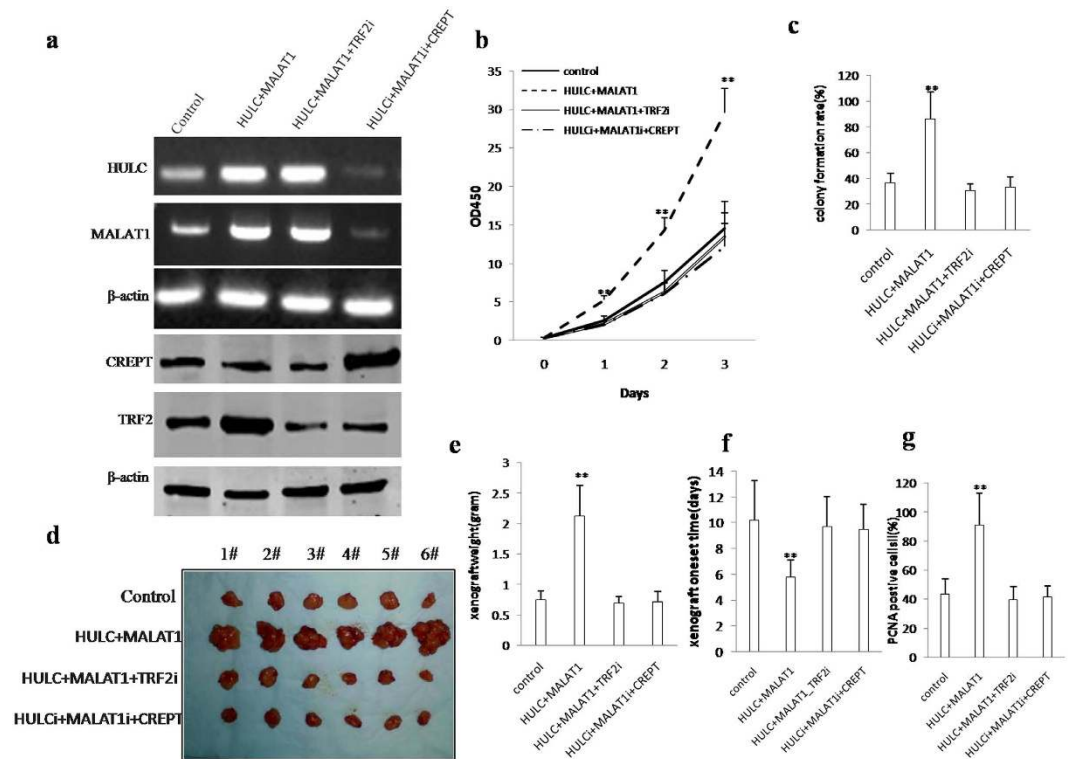 a
Control
HULC+MALAT1
HULC+MALAT1+TRF2i
HULCi+MALAT1i+CREPT
HULC
MALAT1
β-actin
CREPT
TRF2
β-actin
b
35
30
25
20
15
10
5
0
OD450
control
HULC+MALAT1
HULC+MALAT1+TRF2i
HULCi+MALAT1i+CREPT
**
**
**
0 1 2 3
Days
c
120
100
80
60
40
20
0
colony formation rate(%)
**
control
HULC+MALAT1
HULC+MALAT1+TRF2i
HULCi+MALAT1i+CREPT
d
1# 2# 3# 4# 5# 6#
Control
HULC+MALAT1
HULC+MALAT1+TRF2i
HULCi+MALAT1i+CREPT
e
3
2.5
2
1.5
1
0.5
0
xenograftweight(gram)
**
control
HULC+MALAT1
HULC+MALAT1+TRF2i
HULCi+MALAT1i+CREPT
f
14
12
10
8
6
4
2
0
xenograft oneset time(days)
**
control
HULC+MALAT1
HULC+MALAT1_TRF2i
HULCi+MALAT1i+CREPT
g
120
100
80
60
40
20
0
PCNA postive cellsll(%)
**
control
HULC+MALAT1
HULC+MALAT1+TRF2i
HULCi+MALAT1i+CREPT